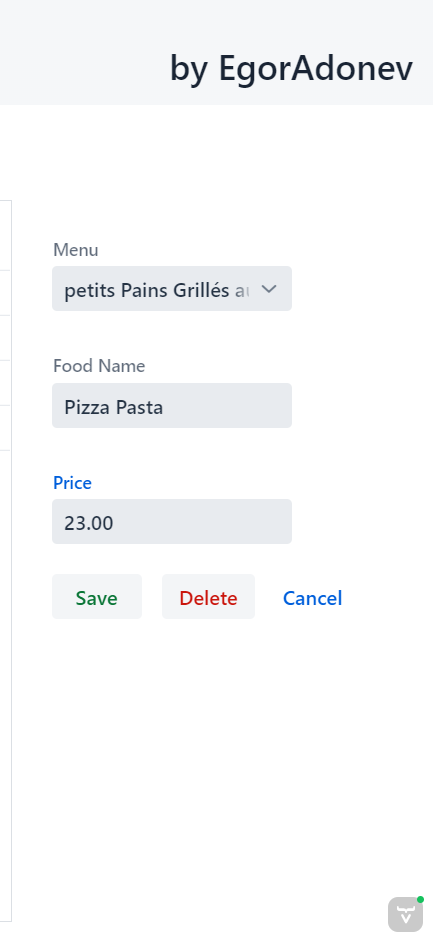 by EgorAdonev
Menu
petits Pains Grillés au
Food Name
Pizza Pasta
Price
23.00
Save Delete Cancel